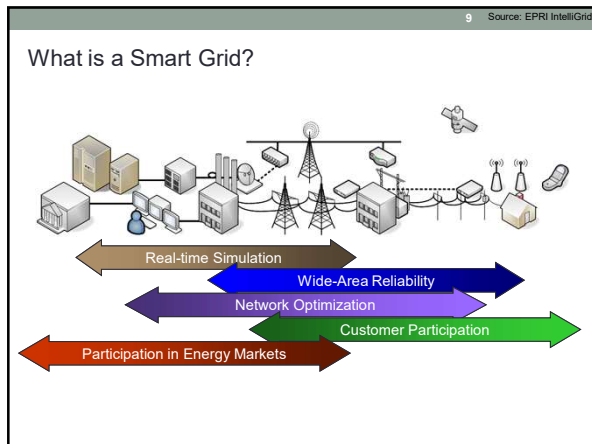 9 Source: EPRI IntelliGrid
What is a Smart Grid?
Real-time Simulation
Wide-Area Reliability
Network Optimization
Customer Participation
Participation in Energy Markets